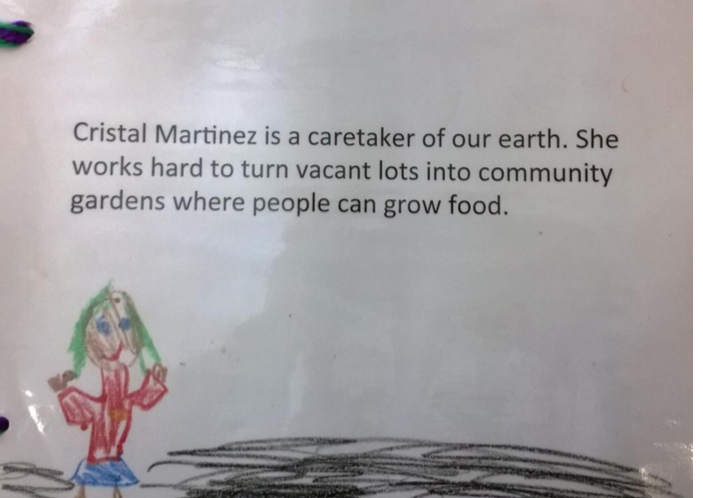 Cristal Martinez is a caretaker of our earth. She
works hard to turn vacant lots into community
gardens where people can grow food.